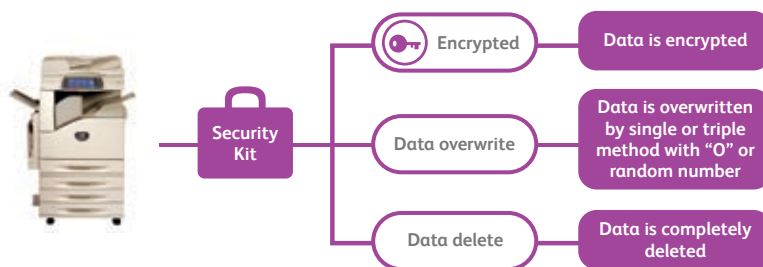 Encrypted
Data is encrypted
Security
Kit
Data overwrite
Data is overwritten
by single or triple
method with “O” or
random number
Data delete
Data is completely
deleted